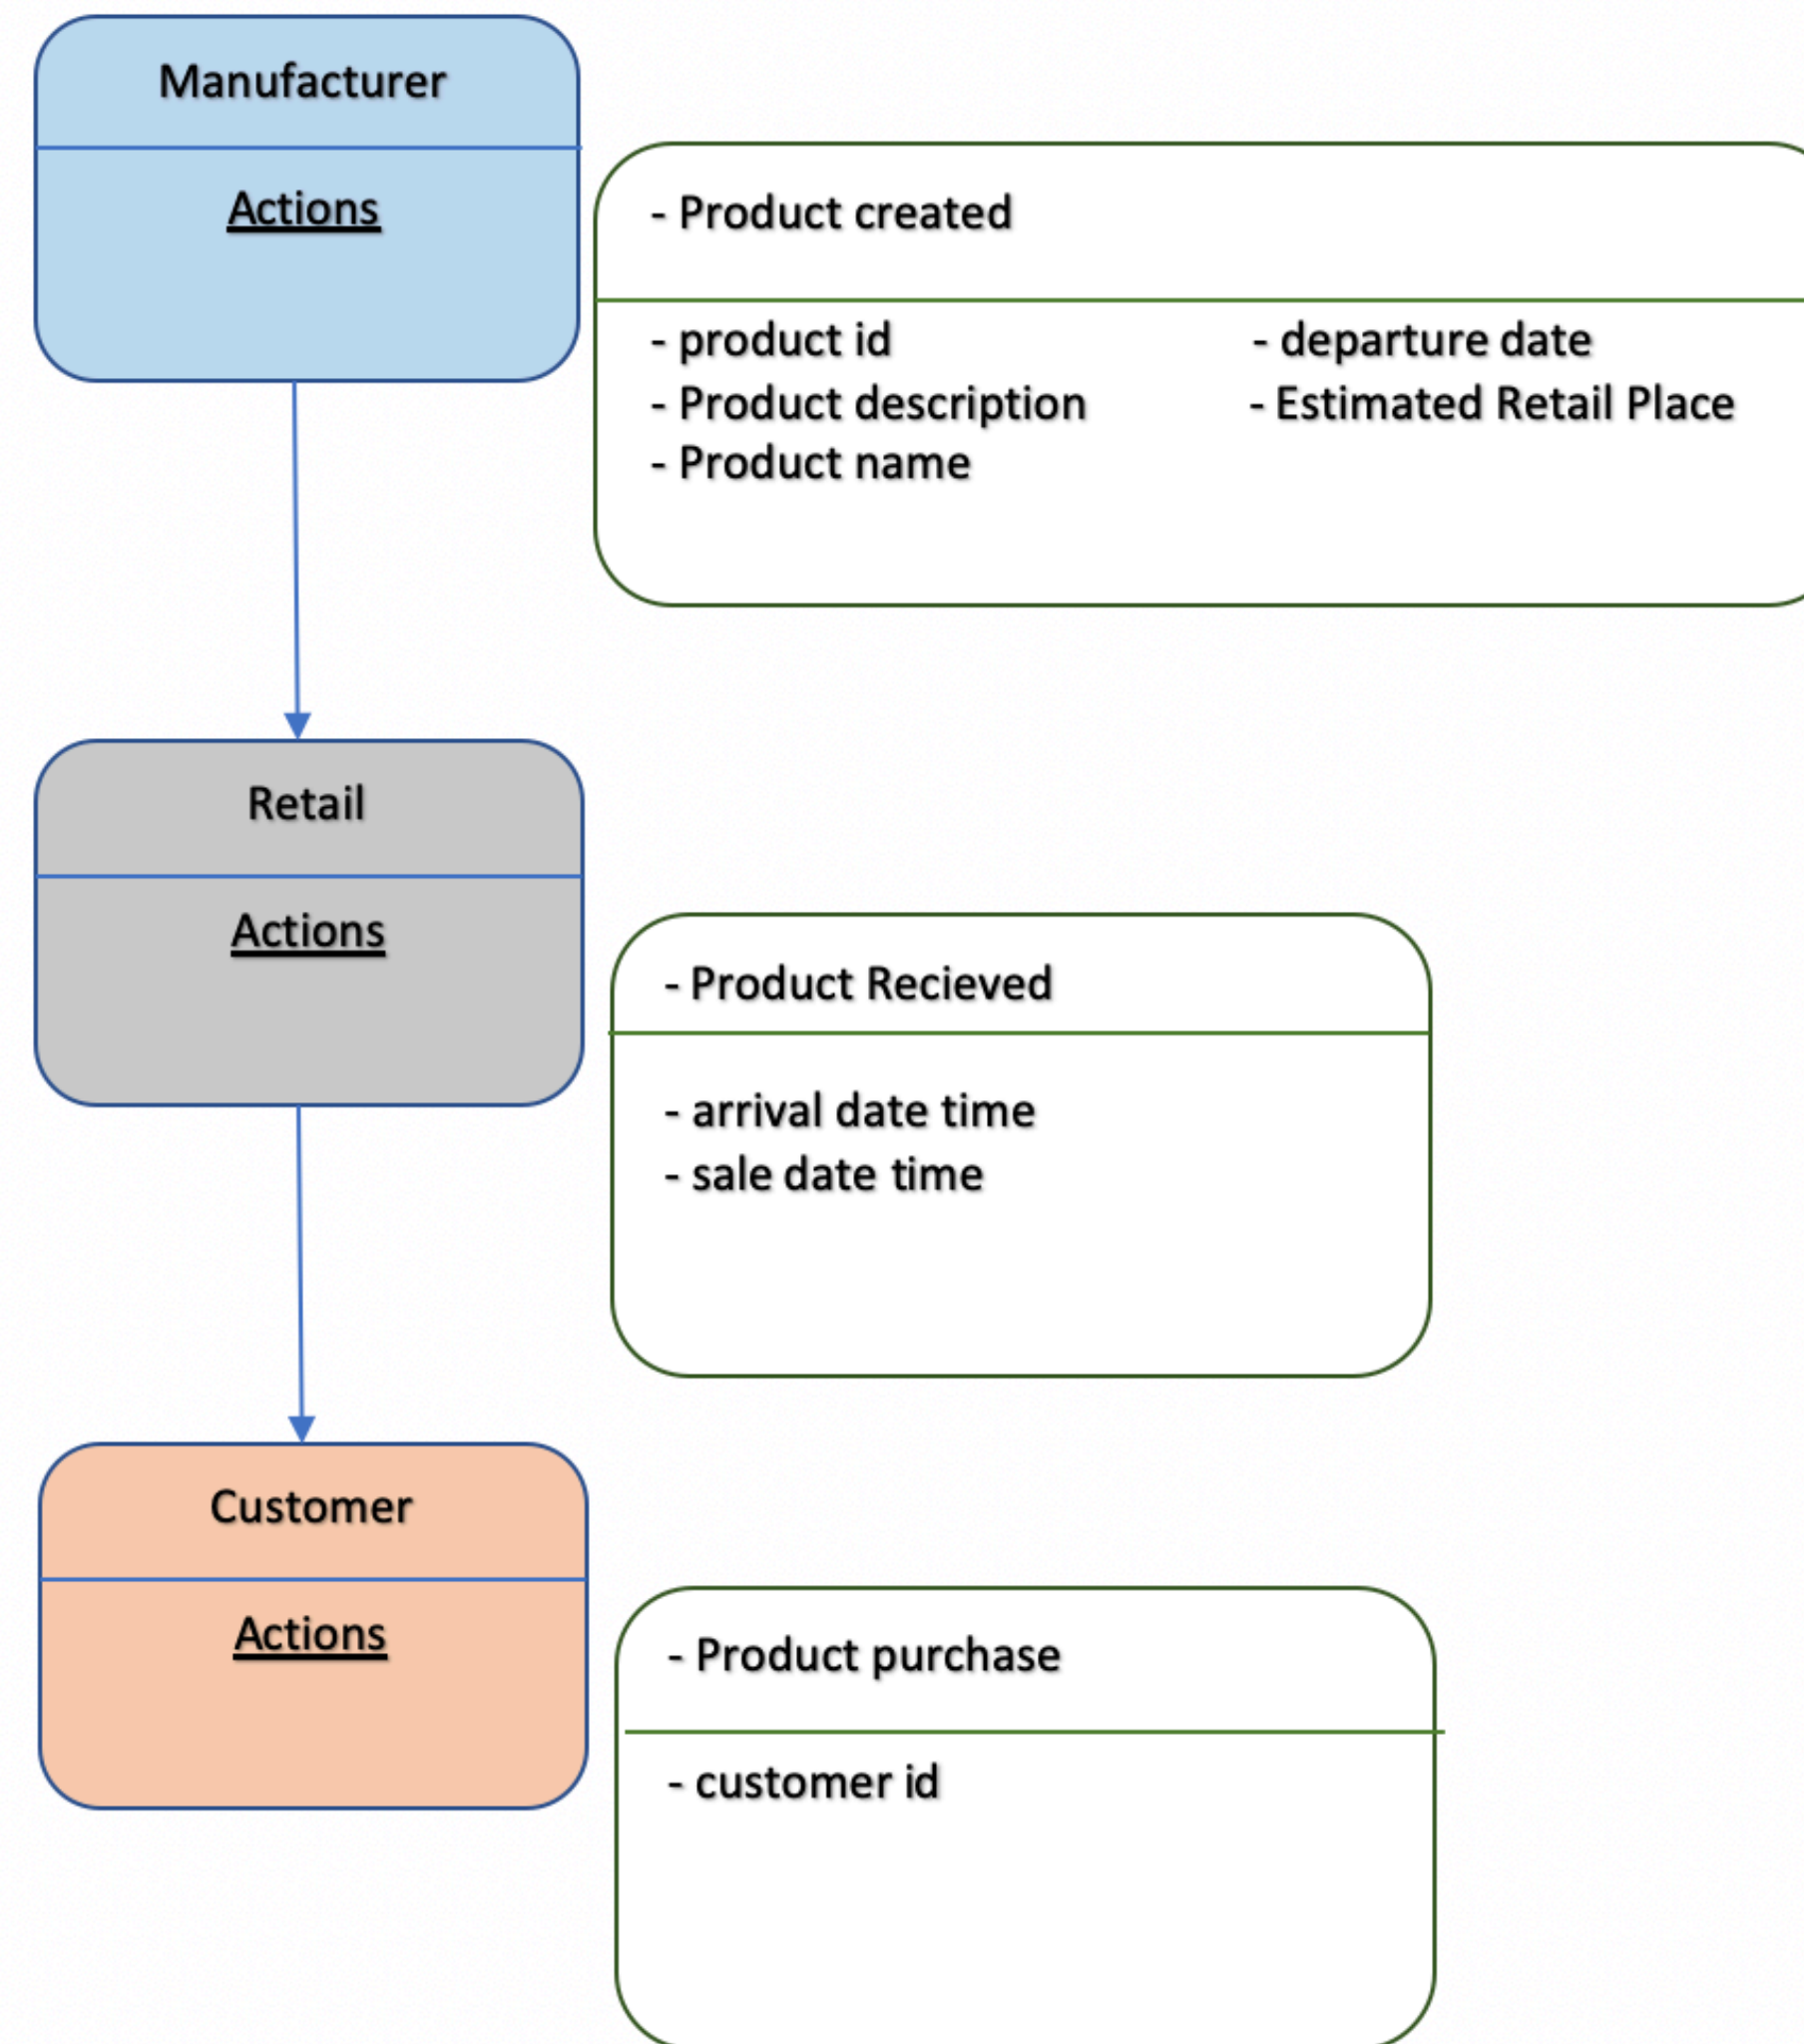 Manufacturer
Actions
- Product created
- product id
- Product description
- Product name
- departure date
- Estimated Retail Place
Retail
Actions
- Product Recieved
- arrival date time
- sale date time
Customer
Actions
- Product purchase
- customer id